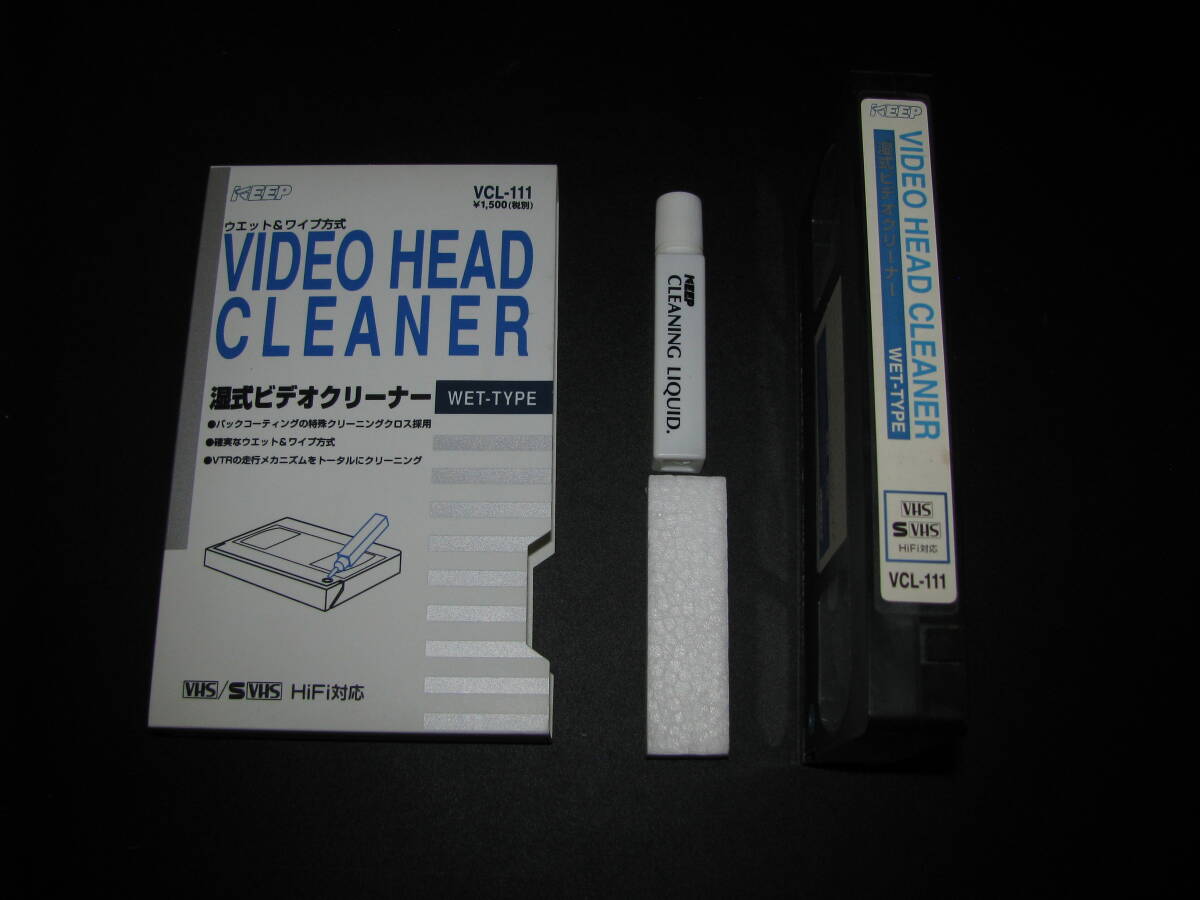 KEEP
VCL-111
¥1,500(税別)
ウエット&ワイプ方式
VIDEO HEAD
CLEANER
湿式ビデオクリーナー
WET-TYPE
●バックコーティングの特殊クリーニングクロス採用
●確実なウエット&ワイプ方式
●VTRの走行メカニズムをトータルにクリーニング
VHS/SVHS HiFi対応
KEEP
CLEANING LIQUID.
KEEP
VIDEO HEAD CLEANER
湿式ビデオクリーナー
WET-TYPE
VHS
SVHS
HiFi対応
VCL-111